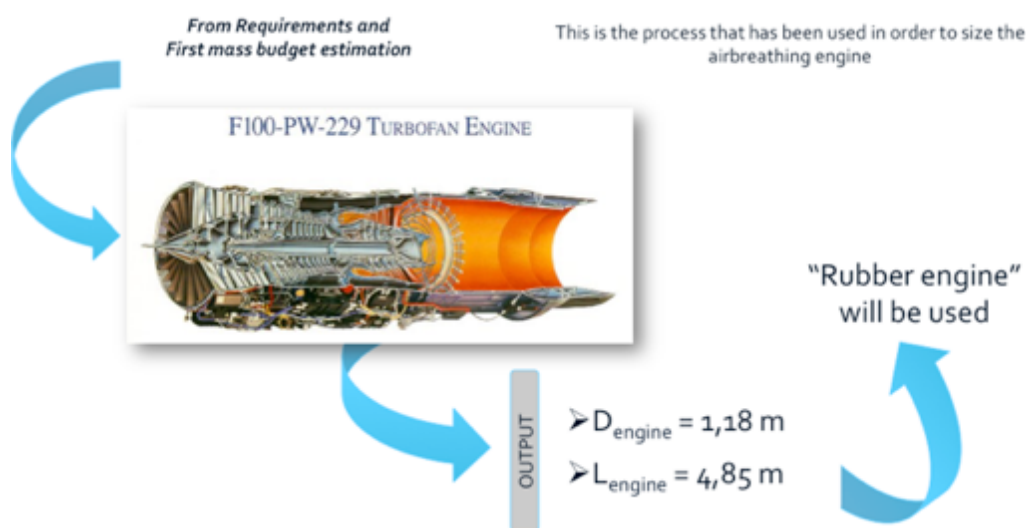 From Requirements and
First mass budget estimation
This is the process that has been used in order to size the
airbreathing engine
F100-PW-229 TURBOFAN ENGINE
"Rubber engine"
will be used
OUTPUT
➢Dengine = 1,18 m
➢Lengine = 4,85 m